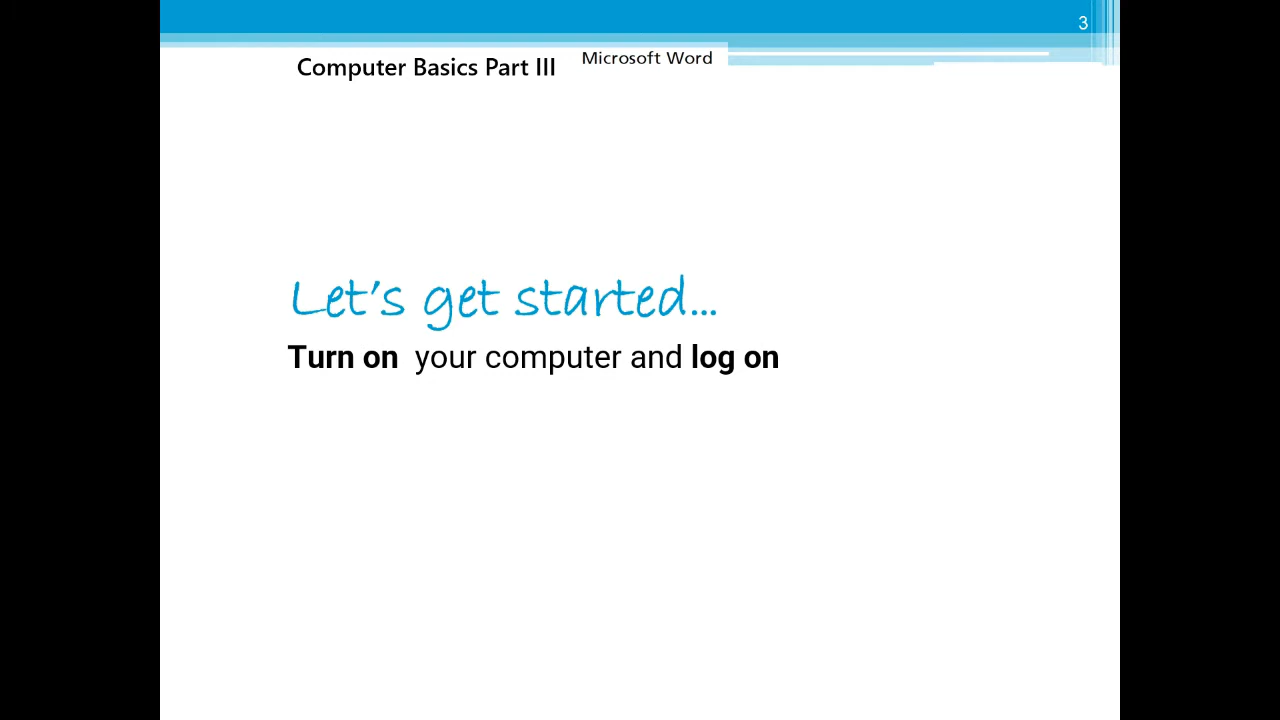 3
Computer Basics Part III
Microsoft Word
Let's get started...
Turn on your computer and log on